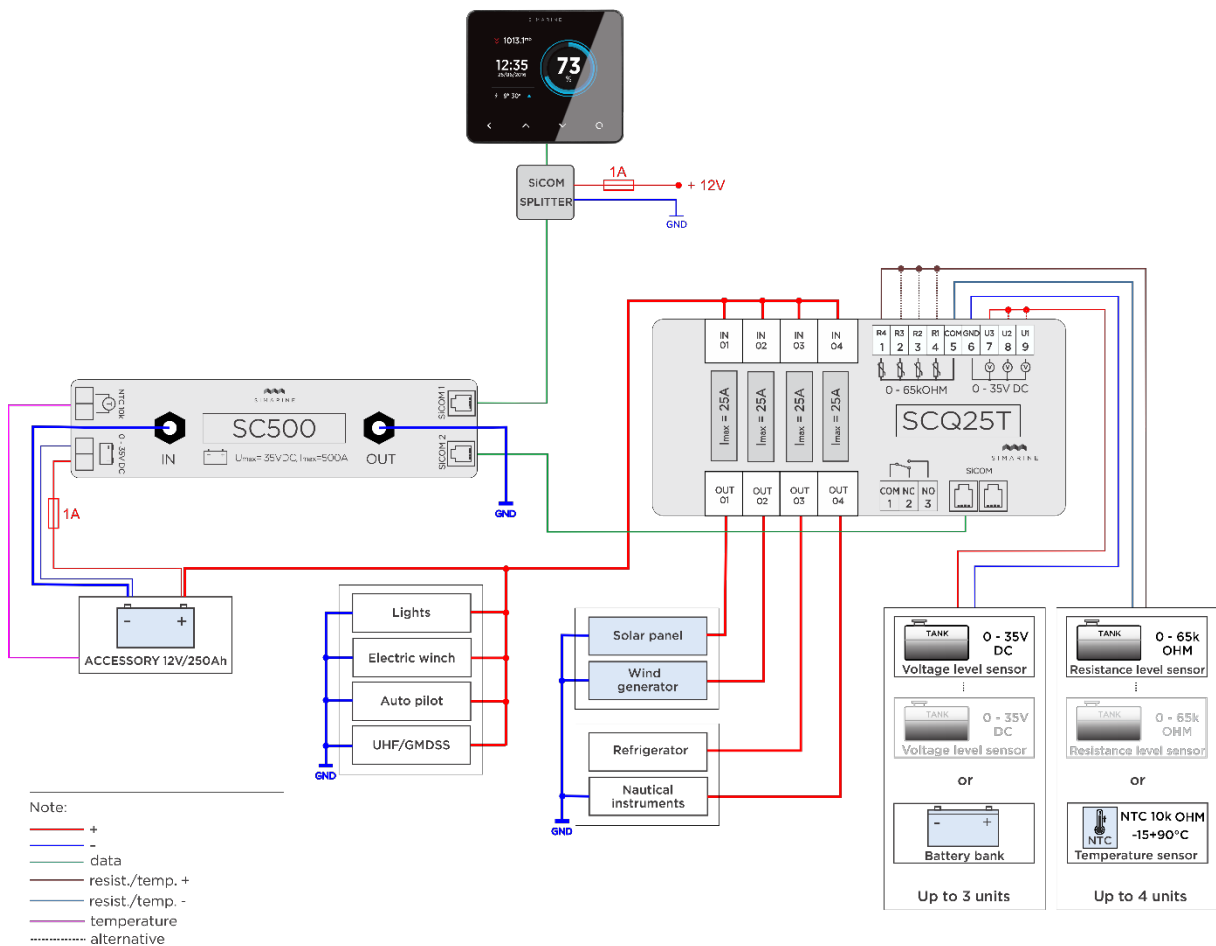 SIMARINE
1013.1
12:35
73
%
SiCOM
SPLITTER
1A
+ 12V
GND
NTC 10k
0 - 35V DC
SIMARINE
SC500
IN
Umax= 35VDC, Imax=500A
OUT
SiCOM 1
SiCOM 2
1A
GND
ACCESSORY 12V/250Ah
- +
IN 01
IN 02
IN 03
IN 04
Imax = 25A
Imax = 25A
Imax = 25A
Imax = 25A
OUT 01
OUT 02
OUT 03
OUT 04
R4 R3 R2 R1 COM GND U3 U2 U1
1 2 3 4 5 6 7 8 9
V V V
0 - 65kOHM
0 - 35V DC
SCQ25T
SIMARINE
SiCOM
COM NC NO
1 2 3
Lights
Electric winch
Auto pilot
UHF/GMDSS
GND
Solar panel
Wind
generator
Refrigerator
Nautical
instruments
GND
TANK
0 - 35V
DC
Voltage level sensor
TANK
0 - 35V
DC
Voltage level sensor
or
- +
Battery bank
Up to 3 units
TANK
0 - 65k
OHM
Resistance level sensor
TANK
0 - 65k
OHM
Resistance level sensor
or
NTC
NTC 10k OHM
-15+90°C
Temperature sensor
Up to 4 units
Note:
+
-
data
resist./temp. +
resist./temp. -
temperature
alternative